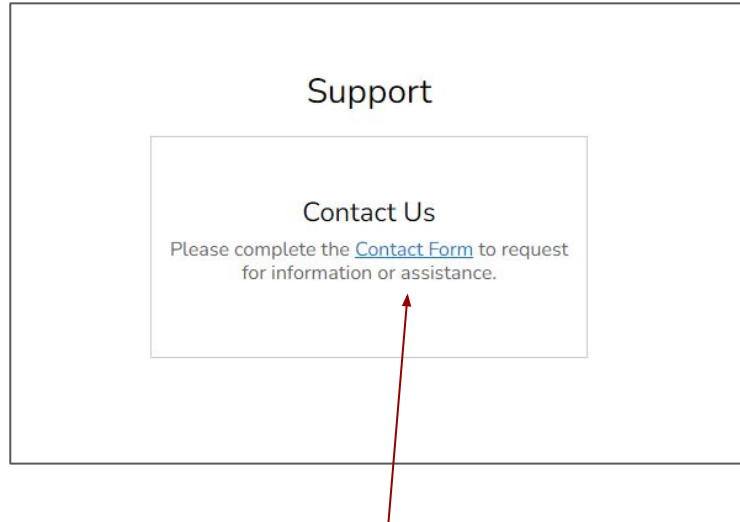 Support
Contact Us
Please complete the Contact Form to request
for information or assistance.